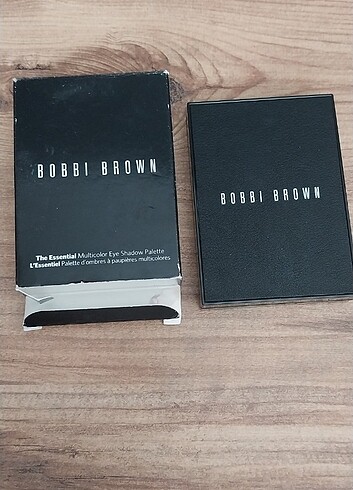 BOBBI BROWN
The Essential Multicolor Eye Shadow Palette
L'Essentiel Palette d'ombres à paupières multicolores
BOBBI BROWN